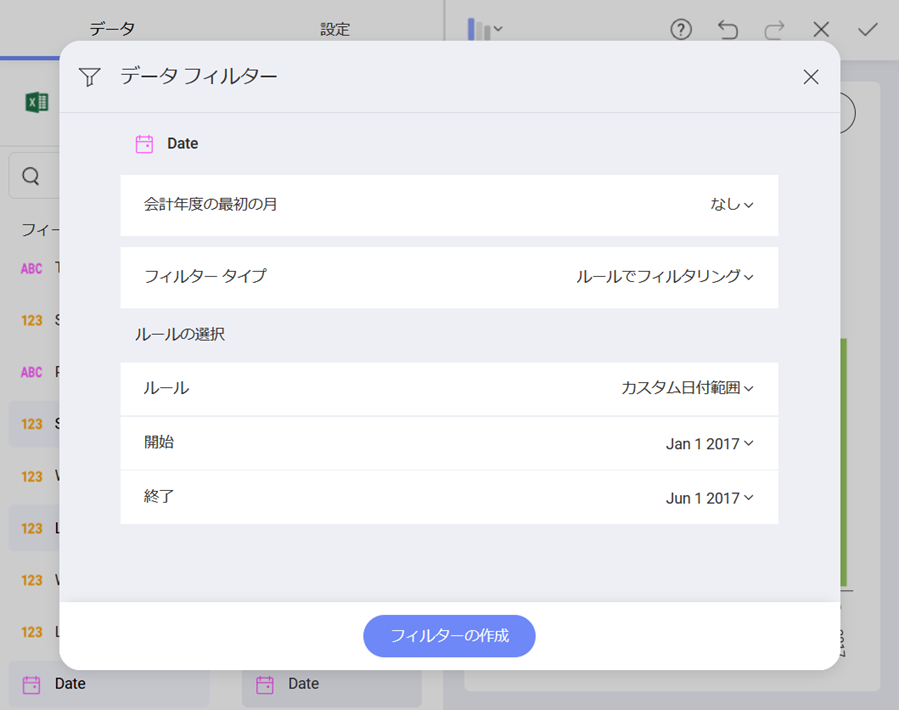 データ
設定
データ フィルター
Date
会計年度の最初の月
なし
フィルター タイプ
ルールでフィルタリング
ルールの選択
ルール
カスタム日付範囲
開始
Jan 1 2017
終了
Jun 1 2017
フィルターの作成
フィー
ABC
123
ABC
123
123
123
123
123
Date
Date
2017